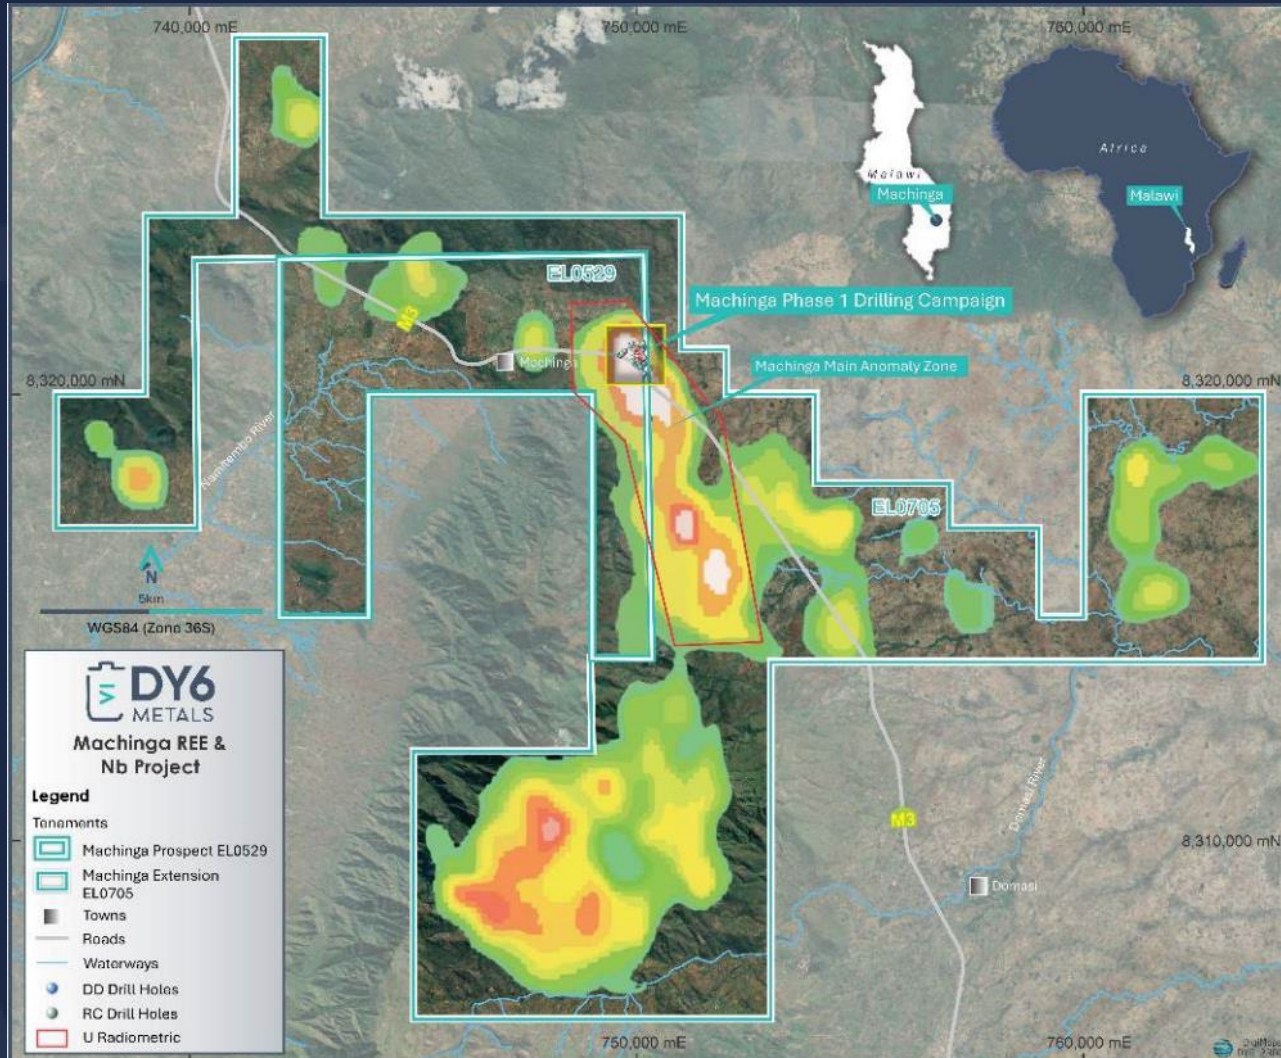 740,000 mE
750,000 mE
760,000 mE
Africa
Malawi
Machinga
Malawi
EL0529
Machinga Phase 1 Drilling Campaign
M3
Machinga
Machinga Main Anomaly Zone
8,320,000 mN
8,320,000 mN
Namitembo River
EL0705
N
5km
WGS84 (Zone 36S)
DY6
METALS
Machinga REE &
Nb Project
Legend
Tenements
Machinga Prospect EL0529
Machinga Extension
EL0705
Towns
Roads
Waterways
DD Drill Holes
RC Drill Holes
U Radiometric
Domasi River
M3
8,310,000 mN
Domasi
750,000 mE
760,000 mE